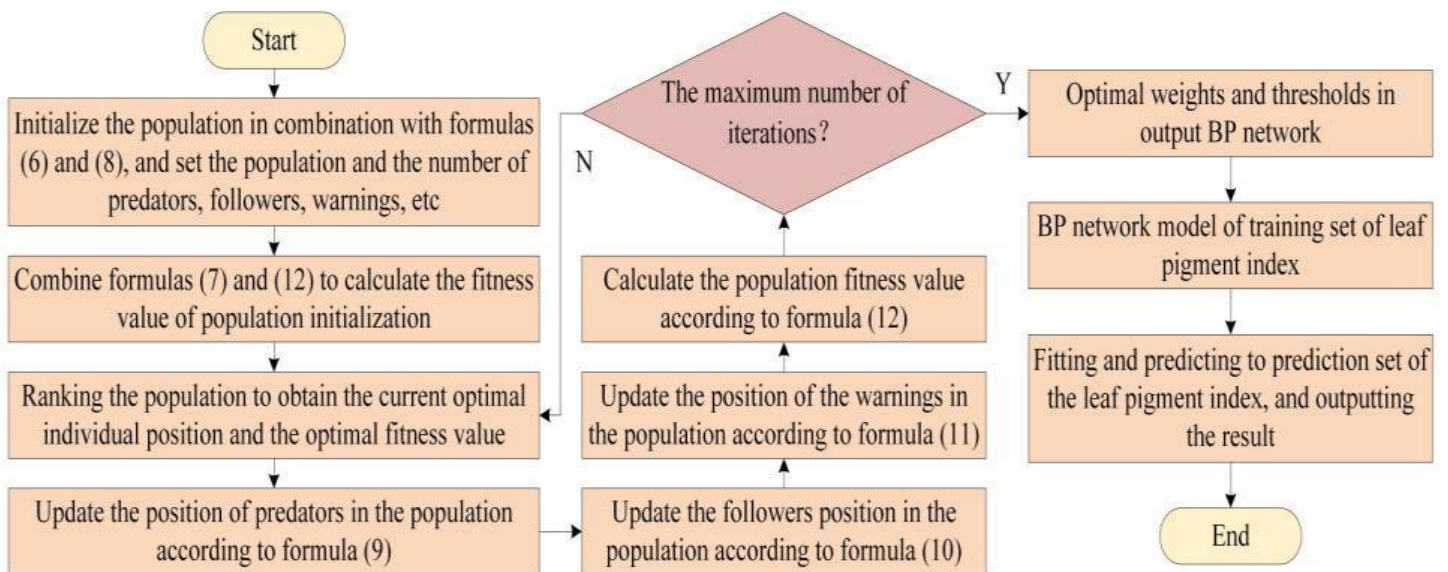 Start
Initialize the population in combination with formulas
(6) and (8), and set the population and the number of
predators, followers, warnings, etc
Combine formulas (7) and (12) to calculate the fitness
value of population initialization
Ranking the population to obtain the current optimal
individual position and the optimal fitness value
Update the position of predators in the population
according to formula (9)
Update the followers position in the
population according to formula (10)
Update the position of the warnings in
the population according to formula (11)
Calculate the population fitness value
according to formula (12)
The maximum number of
iterations?
N
Y
Optimal weights and thresholds in
output BP network
BP network model of training set of leaf
pigment index
Fitting and predicting to prediction set of
the leaf pigment index, and outputting
the result
End